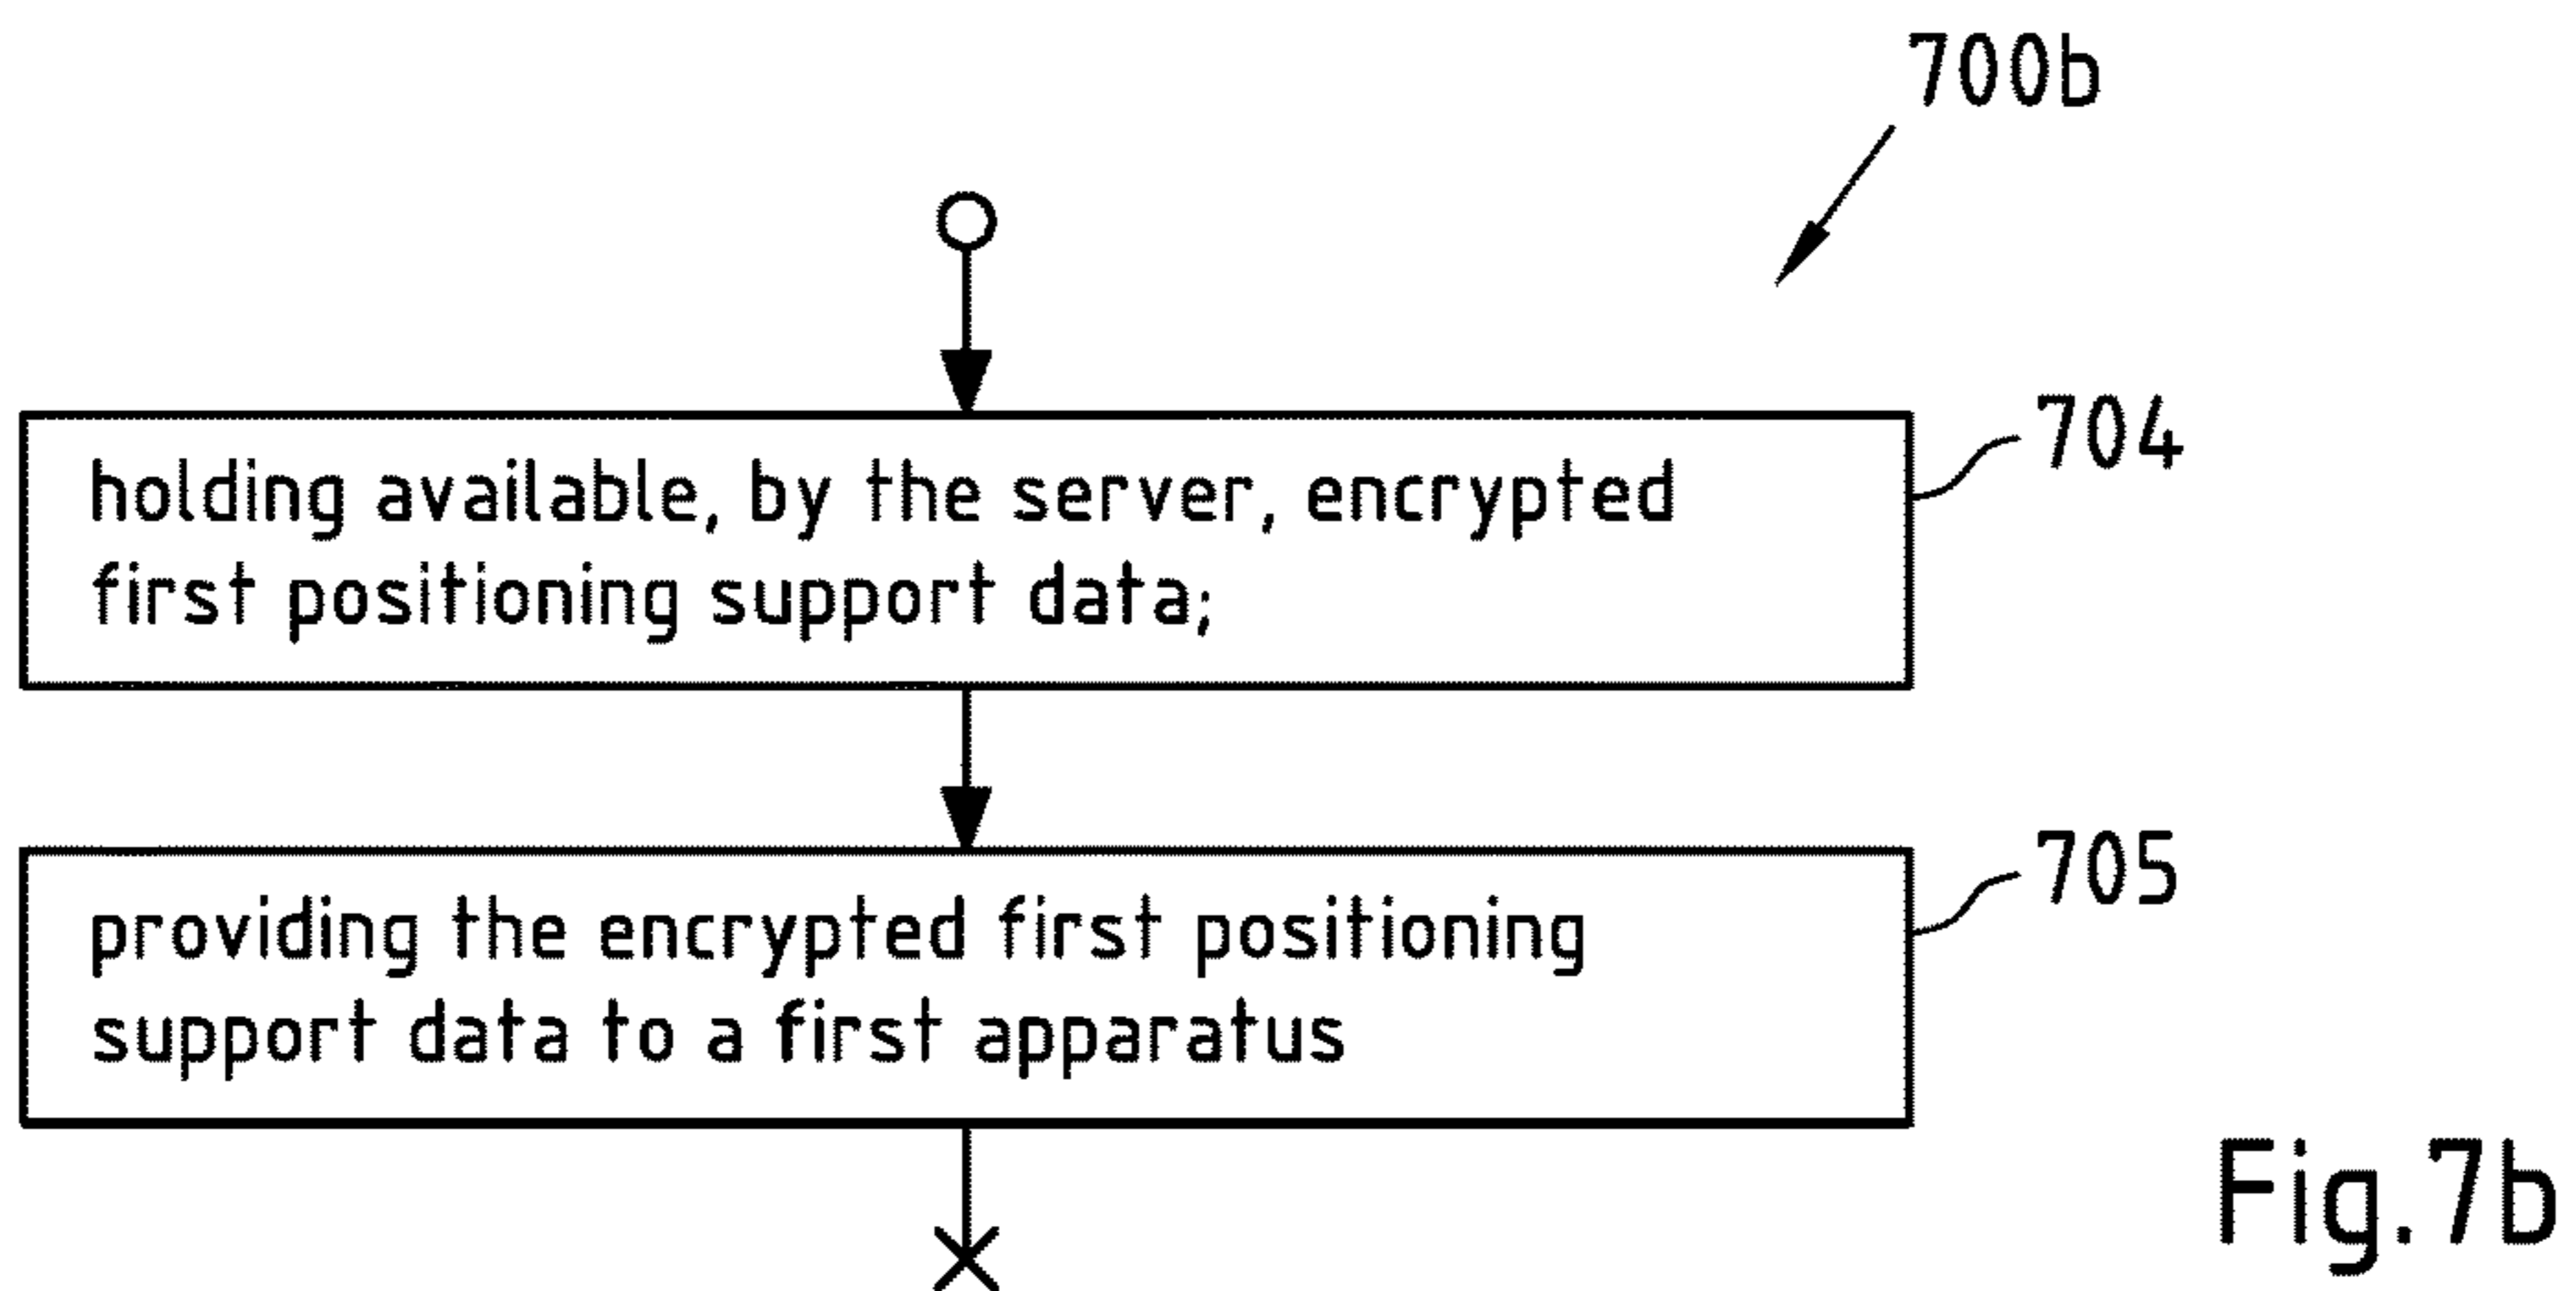 700b
holding available, by the server, encrypted
first positioning support data;
704
providing the encrypted first positioning
support data to a first apparatus
705
Fig.7b